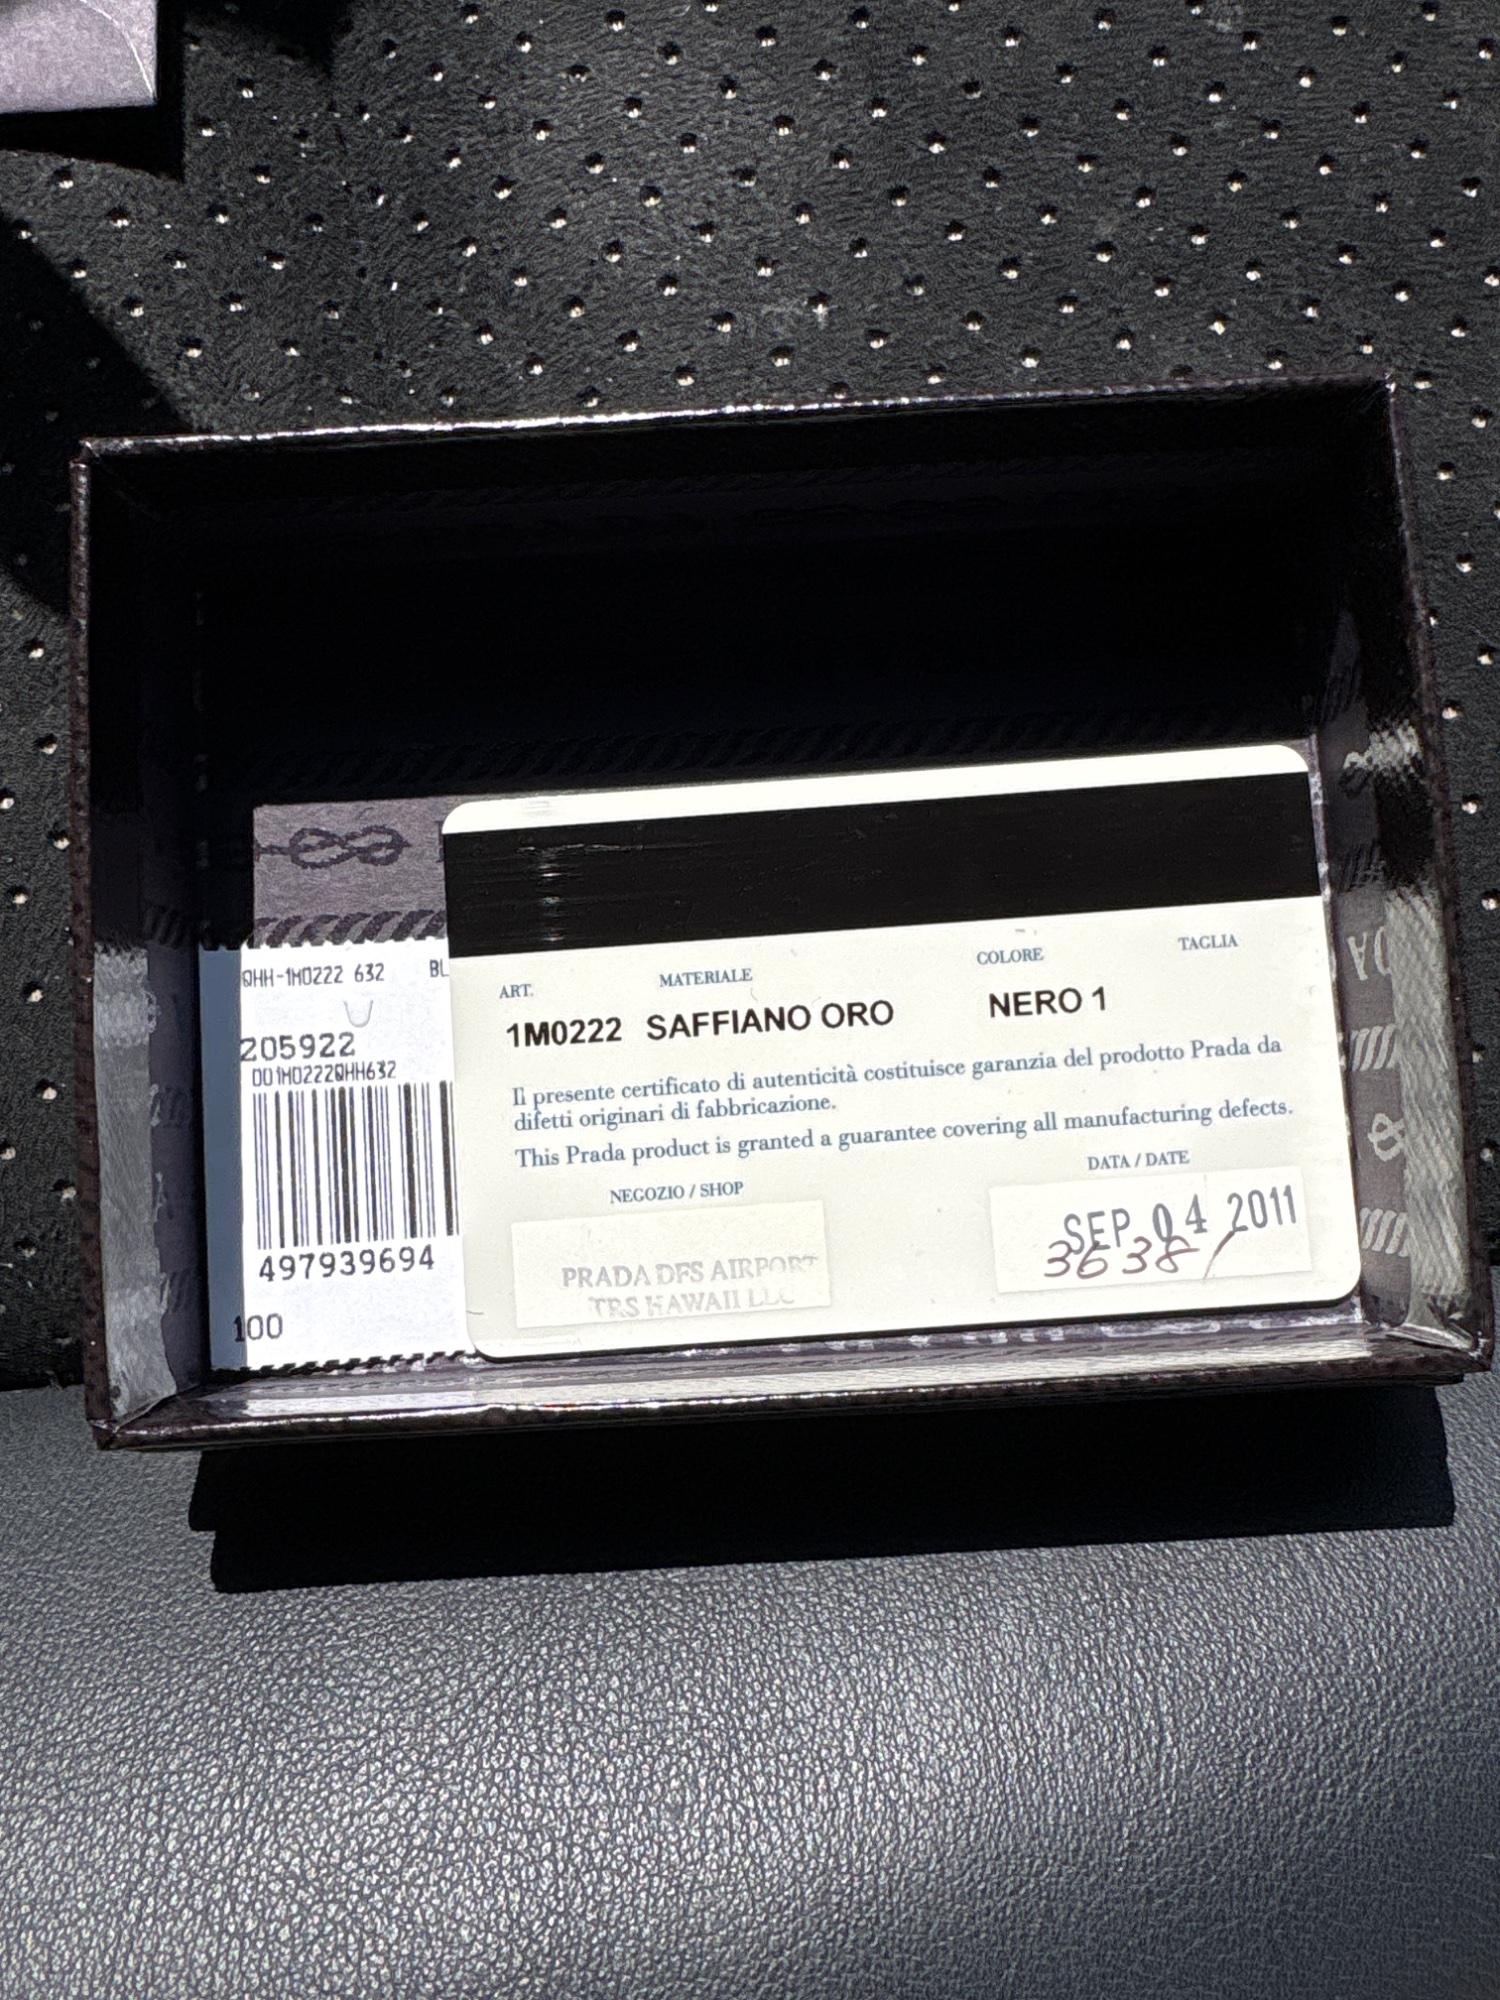 QHH-1M0222 632 BL
205922
001M0222QHH632
497939694
100
ART. MATERIALE COLORE TAGLIA
1M0222 SAFFIANO ORO NERO 1
Il presente certificato di autenticità costituisce garanzia del prodotto Prada da
difetti originari di fabbricazione.
This Prada product is granted a guarantee covering all manufacturing defects.
NEGOZIO / SHOP
PRADA DFS AIRPORT
TRS HAWAII LLC
DATA / DATE
SEP 04 2011
36381
DA